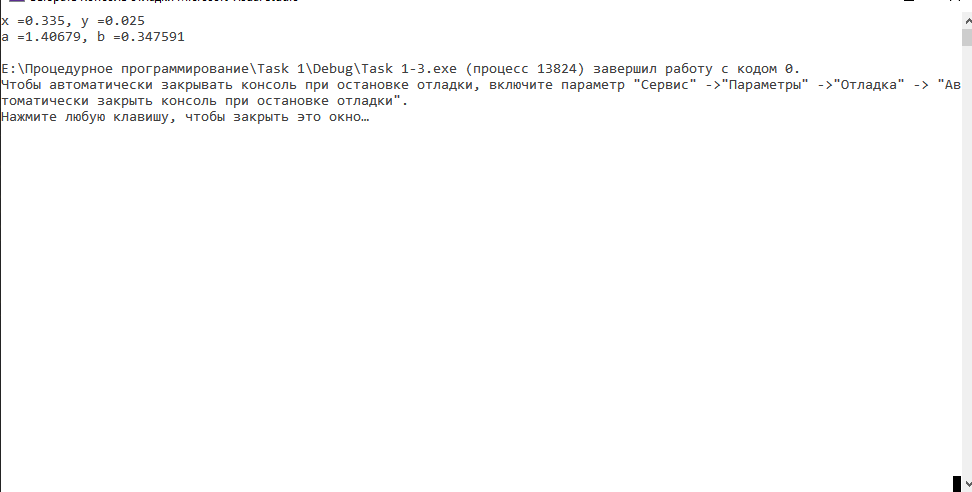 x =0.335, y =0.025
a =1.40679, b =0.347591
E:\Процедурное программирование\Task 1\Debug\Task 1-3.exe (процесс 13824) завершил работу с кодом 0.
Чтобы автоматически закрывать консоль при остановке отладки, включите параметр "Сервис" ->"Параметры" ->"Отладка" -> "Ав
томатически закрыть консоль при остановке отладки".
Нажмите любую клавишу, чтобы закрыть это окно…